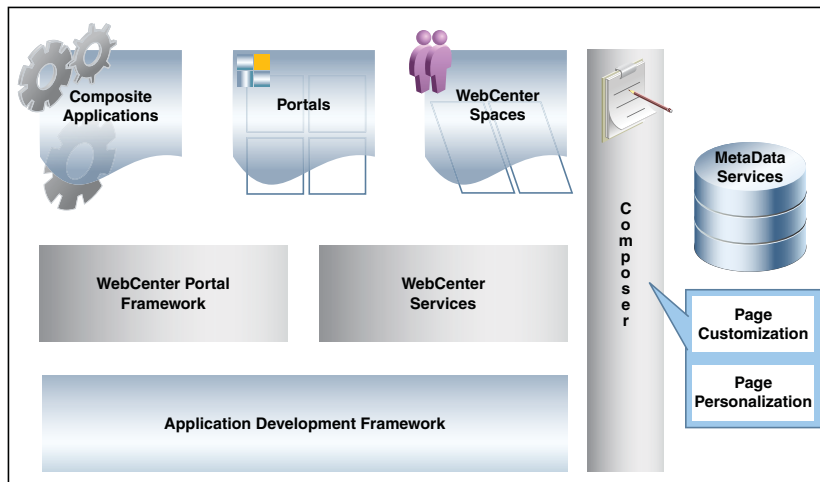 Composite
Applications
Portals
WebCenter
Spaces
MetaData
Services
Composer
WebCenter Portal
Framework
WebCenter
Services
Page
Customization
Page
Personalization
Application Development Framework